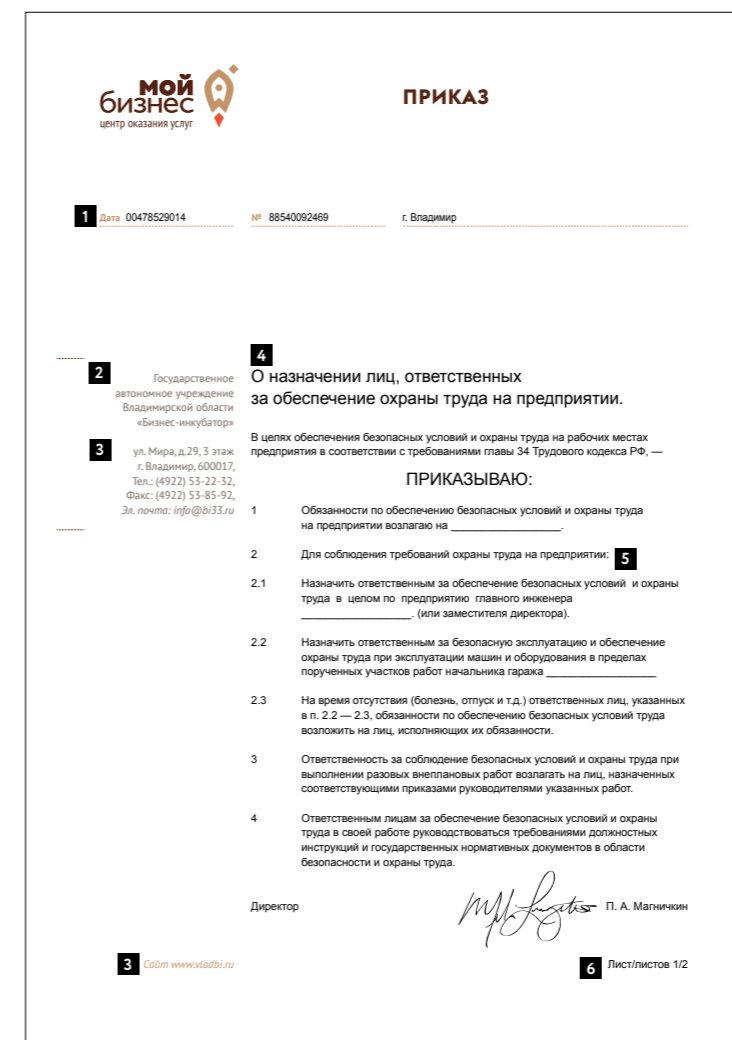 мой
бизнес
центр оказания услуг
ПРИКАЗ
1 Дата 00478529014 № 88540092469 г. Владимир
2
Государственное
автономное учреждение
Владимирской области
«Бизнес-инкубатор»
3
ул. Мира, д.29, 3 этаж
г. Владимир, 600017,
Тел.: (4922) 53-22-32,
Факс: (4922) 53-85-92,
Эл. почта: info@bi33.ru
4
О назначении лиц, ответственных
за обеспечение охраны труда на предприятии.
В целях обеспечения безопасных условий и охраны труда на рабочих местах
предприятия в соответствии с требованиями главы 34 Трудового кодекса РФ, —
ПРИКАЗЫВАЮ:
1 Обязанности по обеспечению безопасных условий и охраны труда
на предприятии возлагаю на ___________________.
2 Для соблюдения требований охраны труда на предприятии: 5
2.1 Назначить ответственным за обеспечение безопасных условий и охраны
труда в целом по предприятию главного инженера
___________________. (или заместителя директора).
2.2 Назначить ответственным за безопасную эксплуатацию и обеспечение
охраны труда при эксплуатации машин и оборудования в пределах
порученных участков работ начальника гаража ___________________
2.3 На время отсутствия (болезнь, отпуск и т.д.) ответственных лиц, указанных
в п. 2.2 — 2.3, обязанности по обеспечению безопасных условий труда
возложить на лиц, исполняющих их обязанности.
3 Ответственность за соблюдение безопасных условий и охраны труда при
выполнении разовых внеплановых работ возлагать на лиц, назначенных
соответствующими приказами руководителями указанных работ.
4 Ответственным лицам за обеспечение безопасных условий и охраны
труда в своей работе руководствоваться требованиями должностных
инструкций и государственных нормативных документов в области
безопасности и охраны труда.
Директор П. А. Магничкин
3 Сайт www.vladbi.ru
6 Лист/листов 1/2